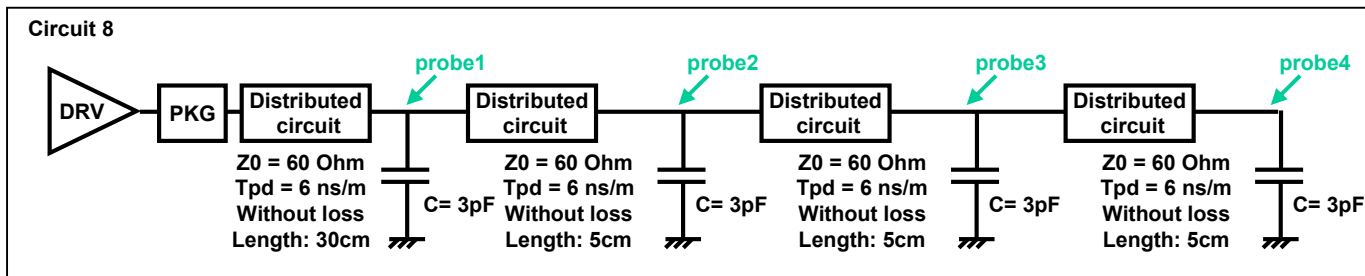 Circuit 8
probe1
probe2
probe3
probe4
DRV
PKG
Distributed
circuit
Distributed
circuit
Distributed
circuit
Distributed
circuit
Z0 = 60 Ohm
Tpd = 6 ns/m
Without loss
Length: 30cm
C= 3pF
Z0 = 60 Ohm
Tpd = 6 ns/m
Without loss
Length: 5cm
C= 3pF
Z0 = 60 Ohm
Tpd = 6 ns/m
Without loss
Length: 5cm
C= 3pF
Z0 = 60 Ohm
Tpd = 6 ns/m
Without loss
Length: 5cm
C= 3pF